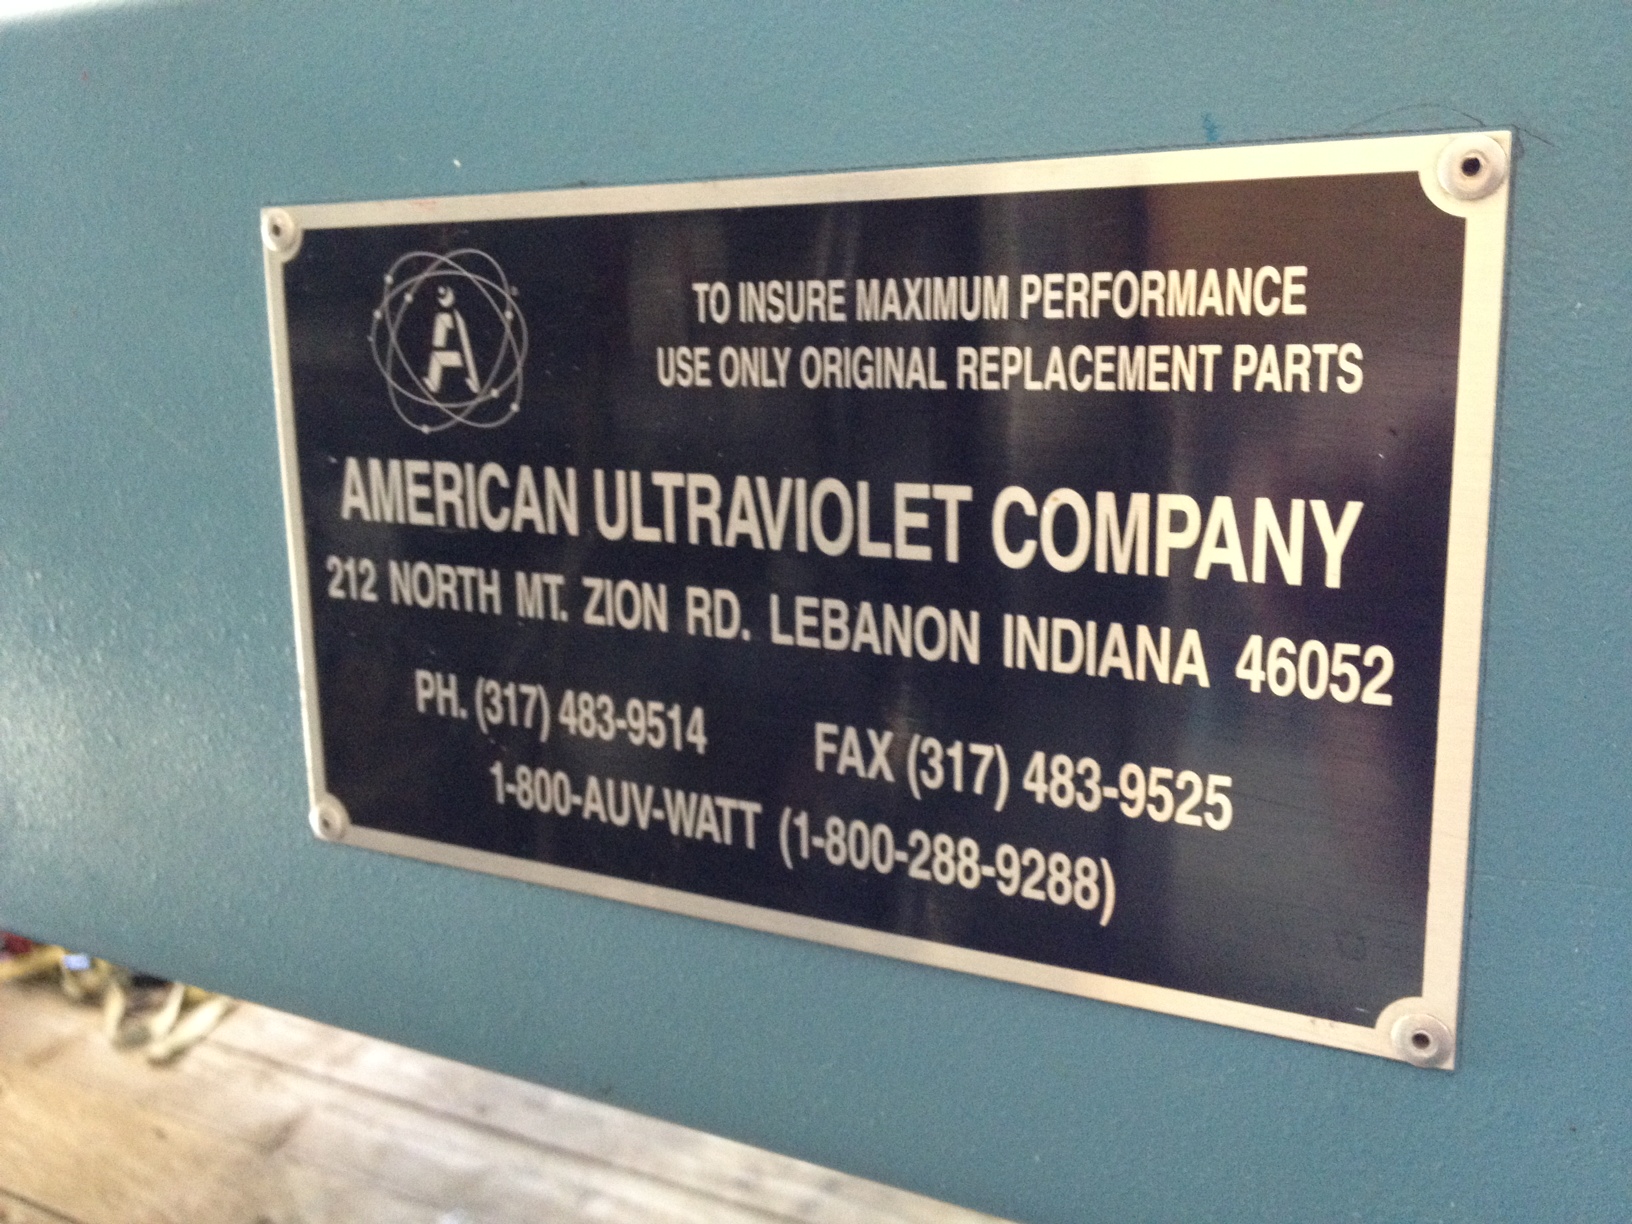 TO INSURE MAXIMUM PERFORMANCE
USE ONLY ORIGINAL REPLACEMENT PARTS
AMERICAN ULTRAVIOLET COMPANY
212 NORTH MT. ZION RD. LEBANON INDIANA 46052
PH. (317) 483-9514 FAX (317) 483-9525
1-800-AUV-WATT (1-800-288-9288)